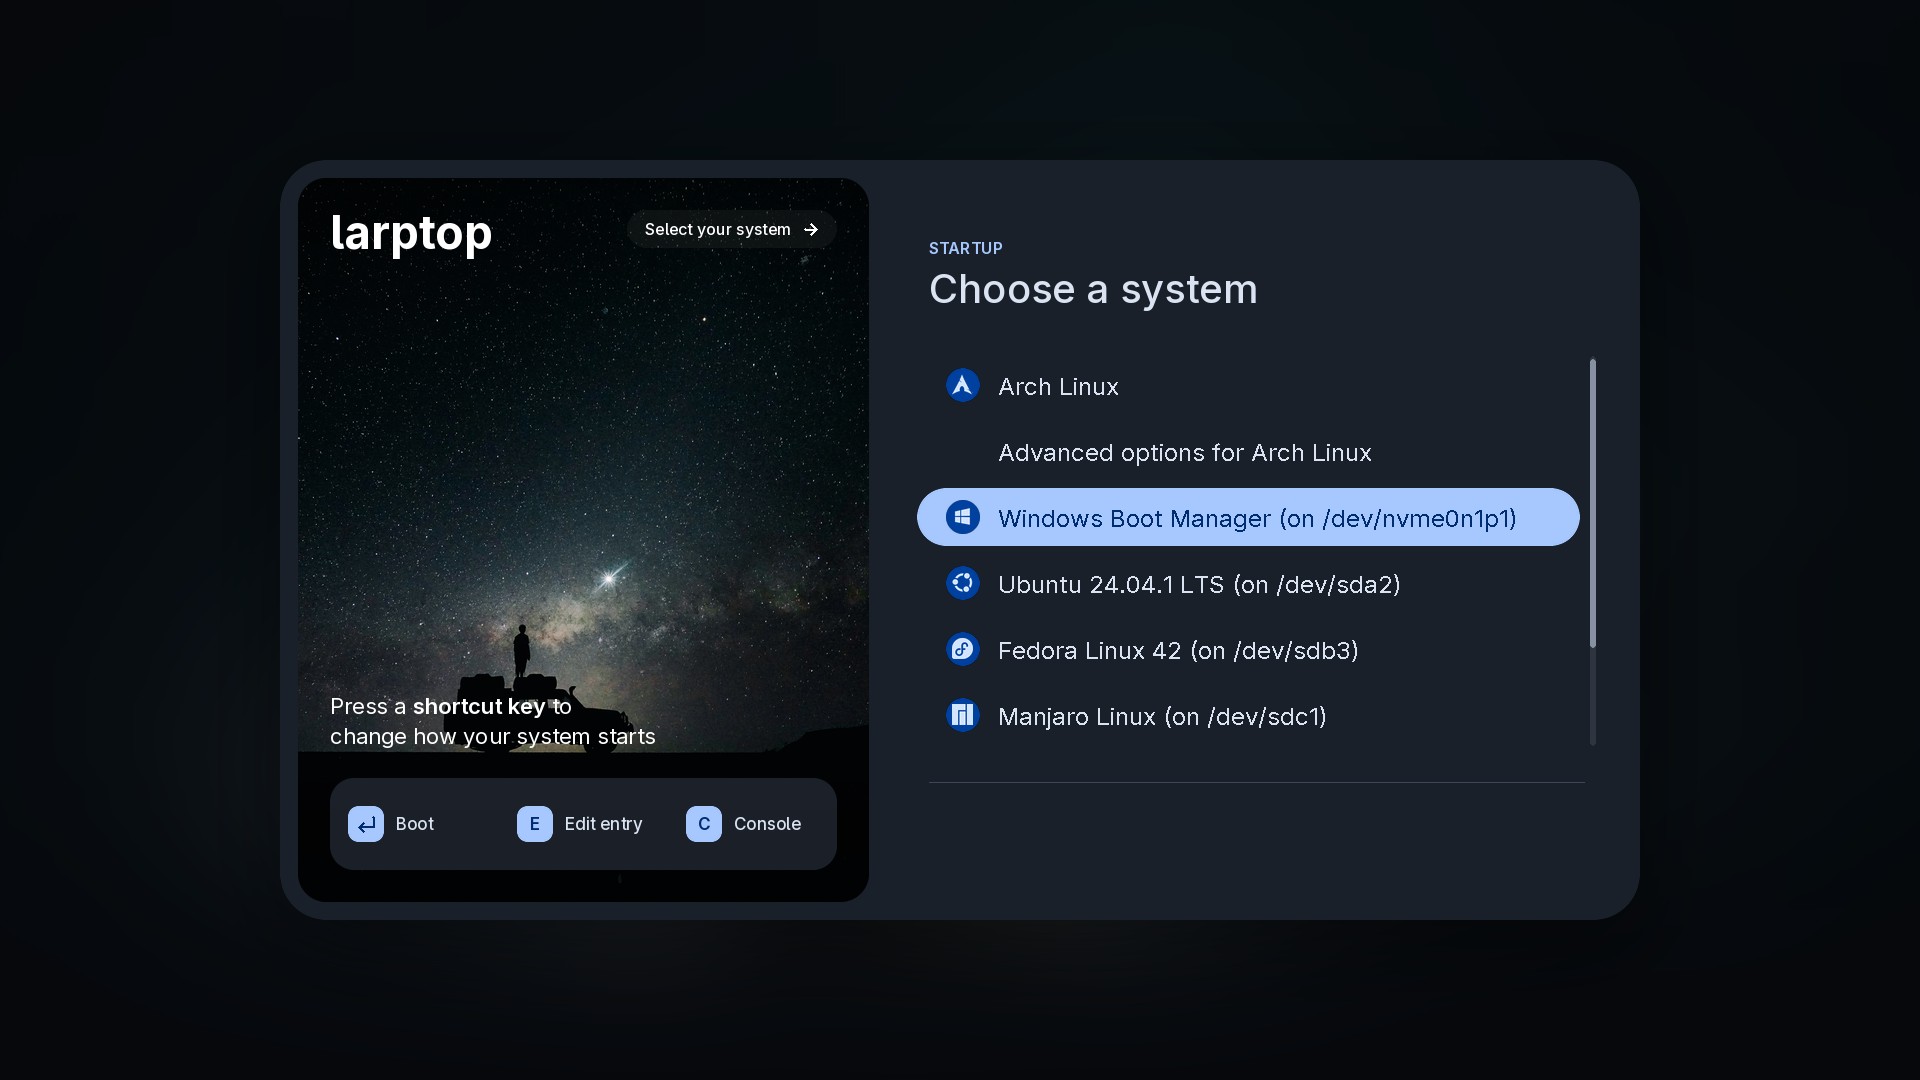 larptop
Select your system
Press a shortcut key to
change how your system starts
Boot
E Edit entry
C Console
STARTUP
Choose a system
Arch Linux
Advanced options for Arch Linux
Windows Boot Manager (on /dev/nvme0n1p1)
Ubuntu 24.04.1 LTS (on /dev/sda2)
Fedora Linux 42 (on /dev/sdb3)
Manjaro Linux (on /dev/sdc1)